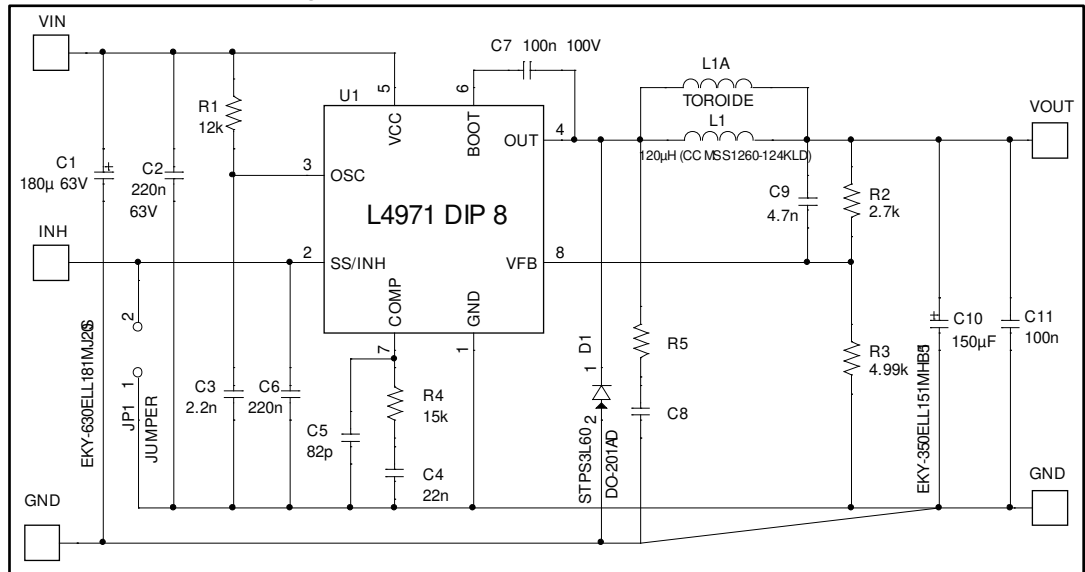 VIN
C7 100n 100V
L1A
TOROIDE
L1
120µH (CC MSS1260-124KLD)
VOUT
R1
12k
U1
5
VCC
6
BOOT
OUT
4
C1
180µ 63V
+
C2
220n
63V
3
OSC
L4971 DIP 8
C9
4.7n
R2
2.7k
INH
2
SS/INH
VFB
8
COMP
GND
7
1
2
1
JP1
JUMPER
EKY-630ELL181MJ20S
C3
2.2n
C6
220n
C5
82p
R4
15k
C4
22n
D1
1
2
STPS3L60
DO-201AD
R5
C8
R3
4.99k
EKY-350ELL151MHB5
+
C10
150µF
C11
100n
GND
GND